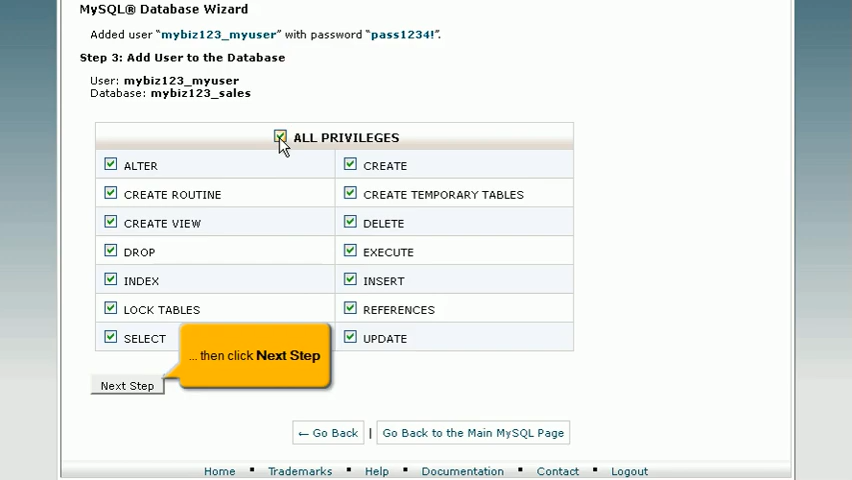 MySQL® Database Wizard
Added user “mybiz123_myuser” with password “pass1234!”.
Step 3: Add User to the Database
User: mybiz123_myuser
Database: mybiz123_sales
ALL PRIVILEGES
ALTER CREATE
CREATE ROUTINE CREATE TEMPORARY TABLES
CREATE VIEW DELETE
DROP EXECUTE
INDEX INSERT
LOCK TABLES REFERENCES
SELECT UPDATE
... then click Next Step
Next Step
← Go Back | Go Back to the Main MySQL Page
Home ▪ Trademarks ▪ Help ▪ Documentation ▪ Contact ▪ Logout